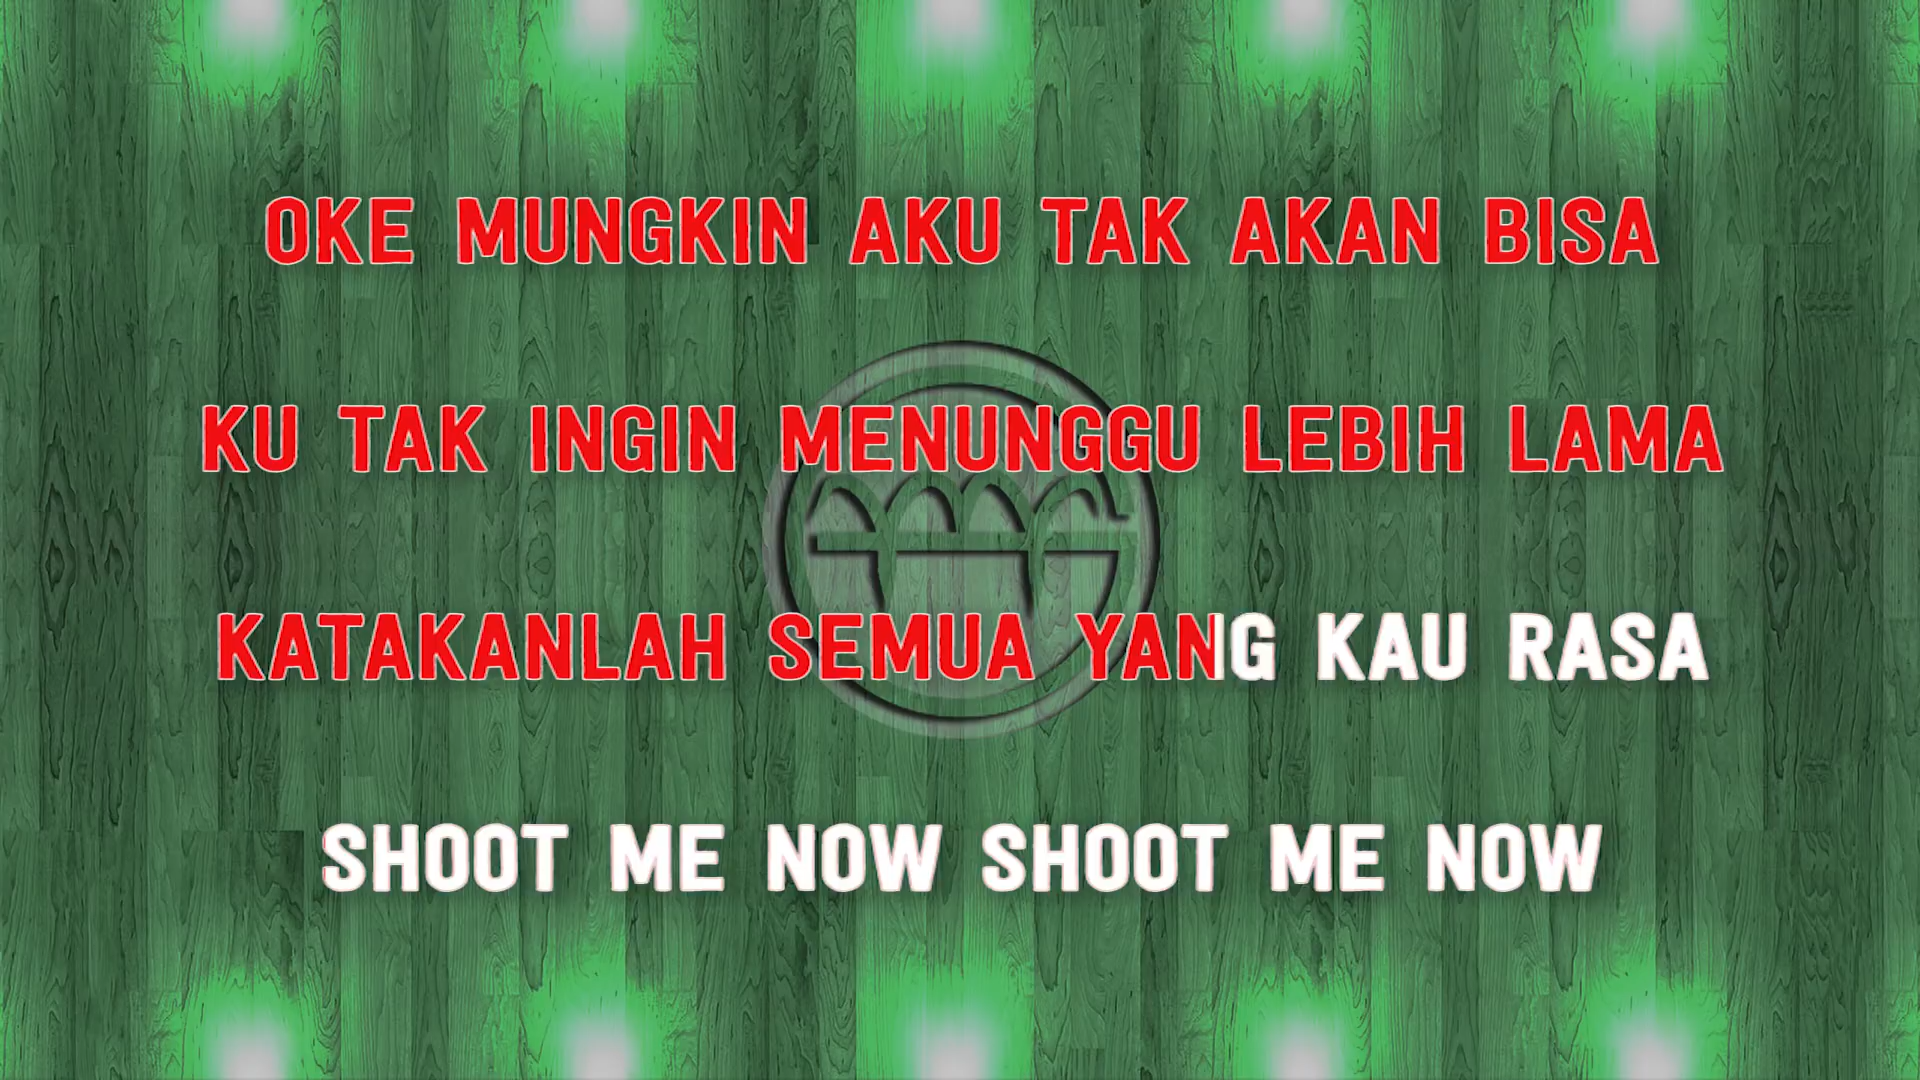 OKE MUNGKIN AKU TAK AKAN BISA
KU TAK INGIN MENUNGGU LEBIH LAMA
KATAKANLAH SEMUA YANG KAU RASA
SHOOT ME NOW SHOOT ME NOW